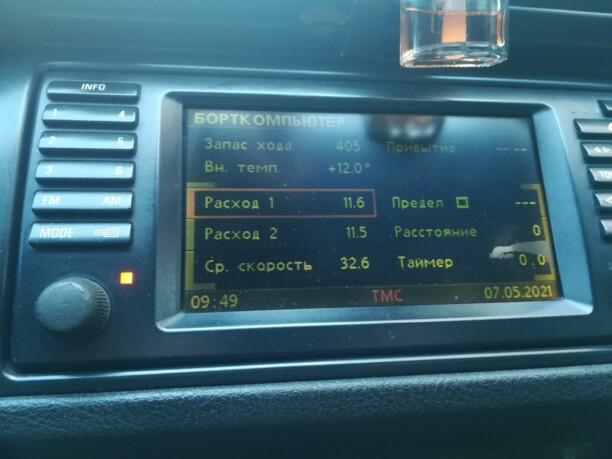 INFO
1 4
2 5
3 6
FM AM
MODE
БОРТКОМПЬЮТЕР
Запас хода 405 Прибытие -- --
Вн. темп. +12.0°
Расход 1 11.6 Предел ---
Расход 2 11.5 Расстояние 0
Ср. скорость 32.6 Таймер 0.0
09:49 TMC 07.05.2021